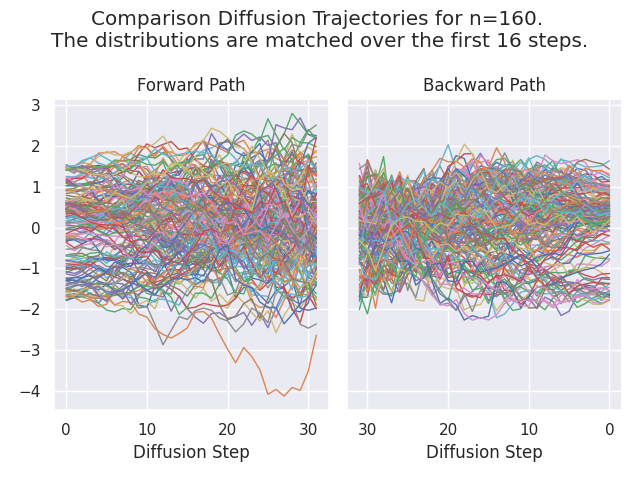 Comparison Diffusion Trajectories for n=160.
The distributions are matched over the first 16 steps.
Forward Path
Backward Path
3
2
1
0
−1
−2
−3
−4
0 10 20 30
30 20 10 0
Diffusion Step
Diffusion Step